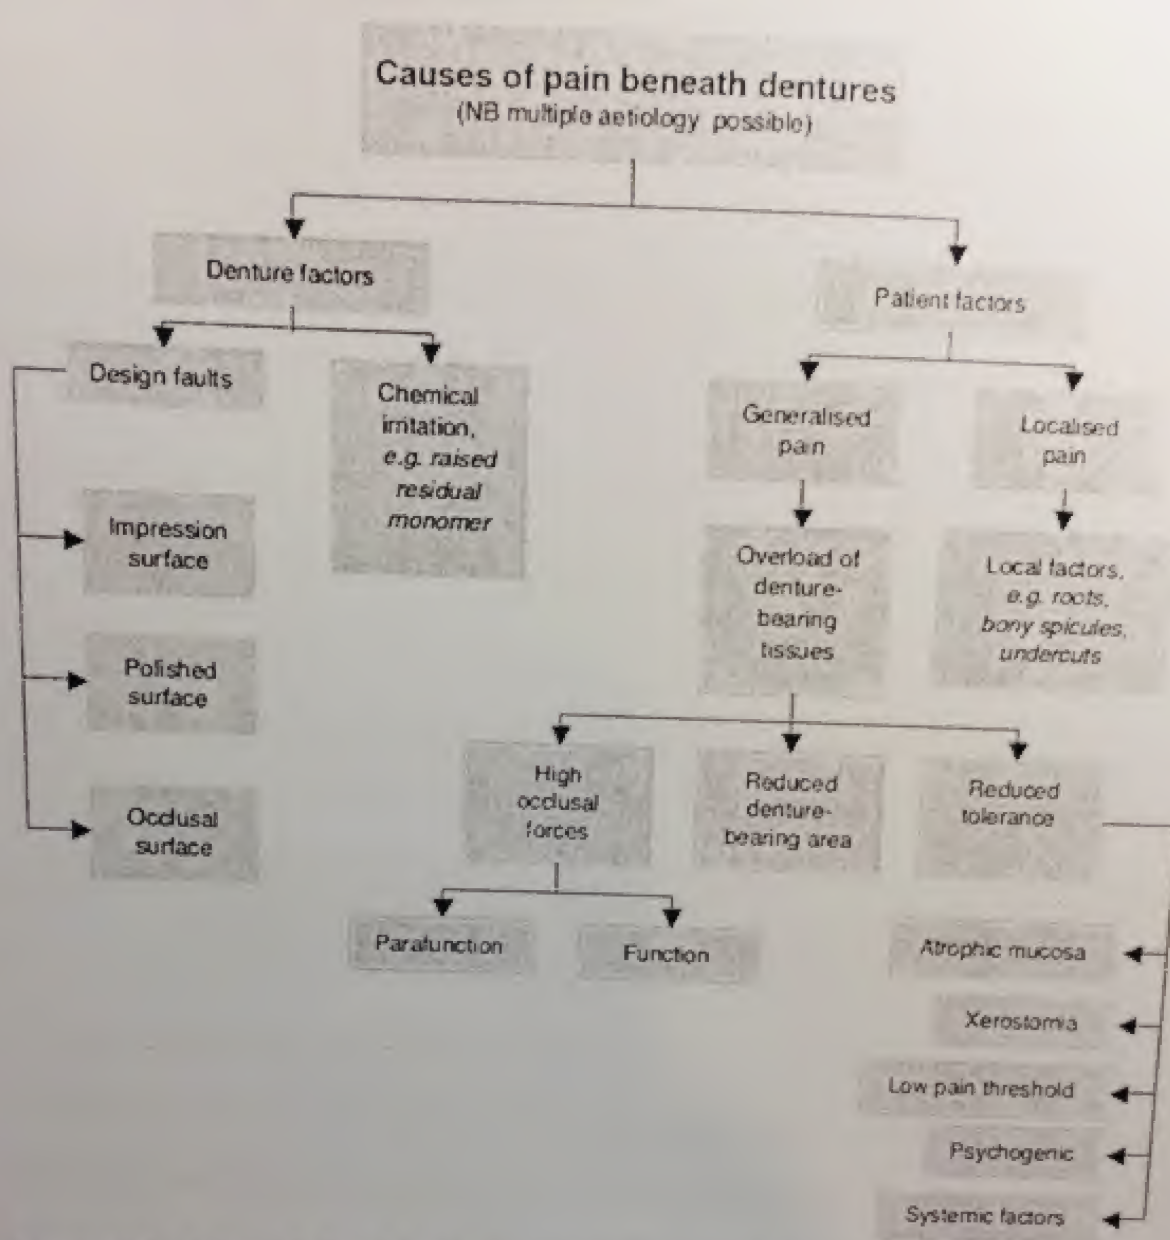 Causes of pain beneath dentures
(NB multiple aetiology possible)
Denture factors
Patient factors
Design faults
Chemical
irritation,
e.g. raised
residual
monomer
Generalised
pain
Localised
pain
Impression
surface
Overload of
denture-
bearing
tissues
Local factors,
e.g. roots,
bony spicules,
undercuts
Polished
surface
High
occlusal
forces
Reduced
denture-
bearing area
Reduced
tolerance
Occlusal
surface
Parafunction
Function
Atrophic mucosa
Xerostomia
Low pain threshold
Psychogenic
Systemic factors